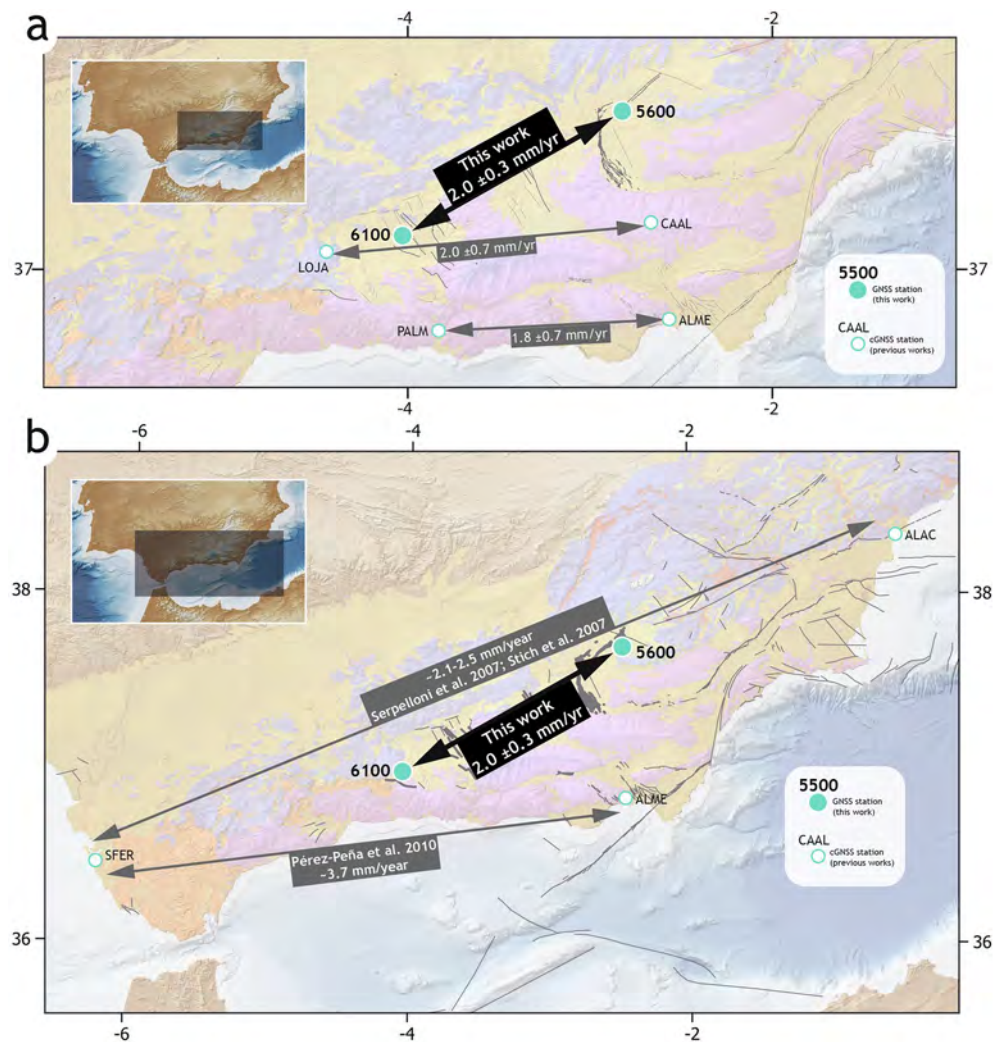 a
-4
-2
5600
This work
2.0 ±0.3 mm/yr
6100
CAAL
2.0 ±0.7 mm/yr
LOJA
37
37
PALM
ALME
1.8 ±0.7 mm/yr
5500
GNSS station
(this work)
CAAL
cGNSS station
(previous works)
-4
-2
b
-6
-4
-2
ALAC
38
38
~2.1-2.5 mm/year
Serpelloni et al. 2007; Stich et al. 2007
5600
This work
2.0 ±0.3 mm/yr
6100
ALME
SFER
Pérez-Peña et al. 2010
~3.7 mm/year
5500
GNSS station
(this work)
CAAL
cGNSS station
(previous works)
36
36
-6
-4
-2